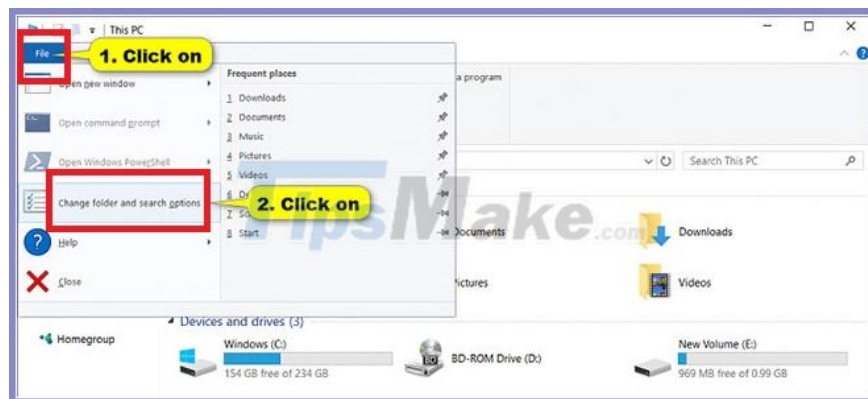 This PC
File
1. Click on
Open new window
Open command prompt
Open Windows PowerShell
Change folder and search options
Help
Close
Frequent places
1 Downloads
2 Documents
3 Music
4 Pictures
5 Videos
6
7
8 Start
2. Click on
a program
Search This PC
TipsMake.com
Documents
Downloads
Pictures
Videos
Devices and drives (3)
Homegroup
Windows (C:)
154 GB free of 234 GB
BD-ROM Drive (D:)
New Volume (E:)
969 MB free of 0.99 GB